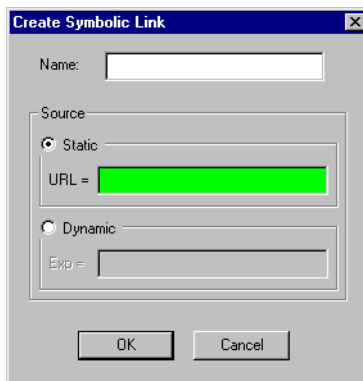 Create Symbolic Link
Name:
Source
Static
URL =
Dynamic
Exp =
OK
Cancel